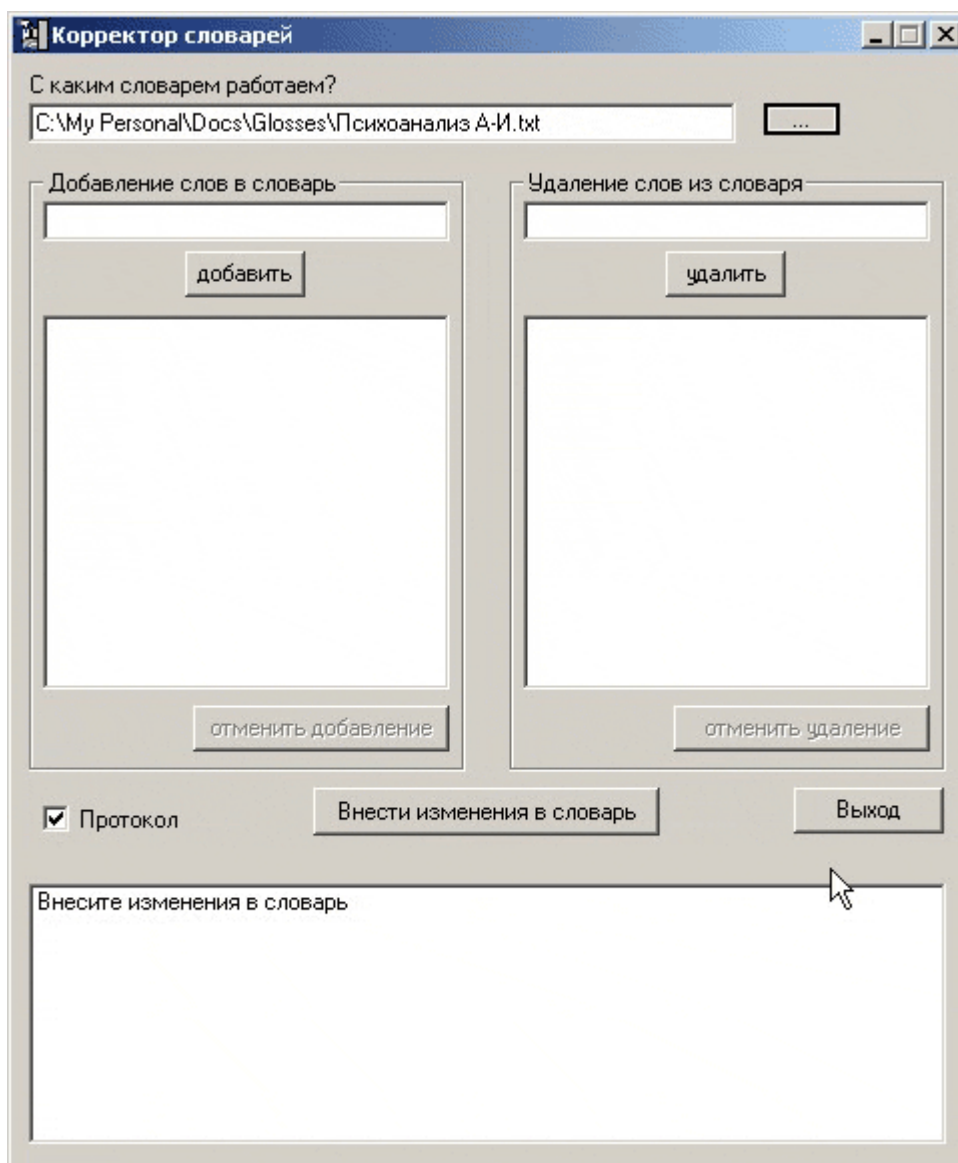 Корректор словарей
С каким словарем работаем?
C:\My Personal\Docs\Glosses\Психоанализ А-И.txt
...
Добавление слов в словарь
добавить
отменить добавление
Удаление слов из словаря
удалить
отменить удаление
Протокол
Внести изменения в словарь
Выход
Внесите изменения в словарь